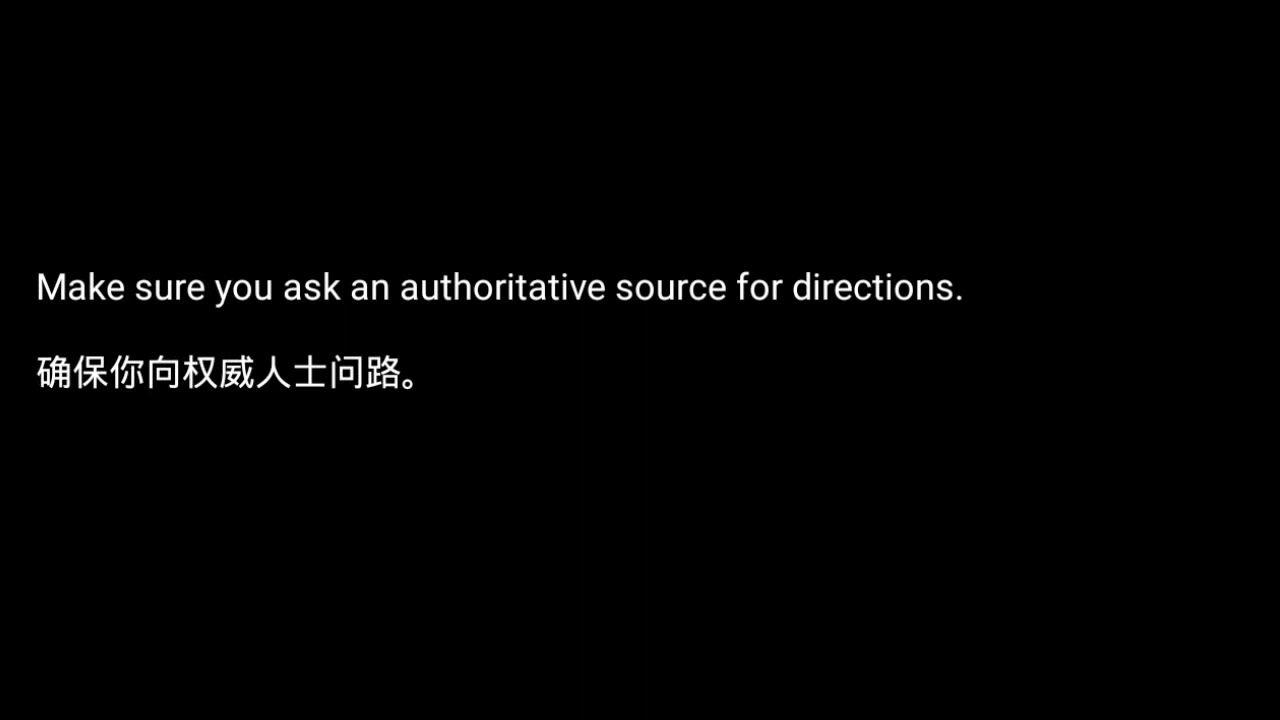 Make sure you ask an authoritative source for directions.
确保你向权威人士问路。